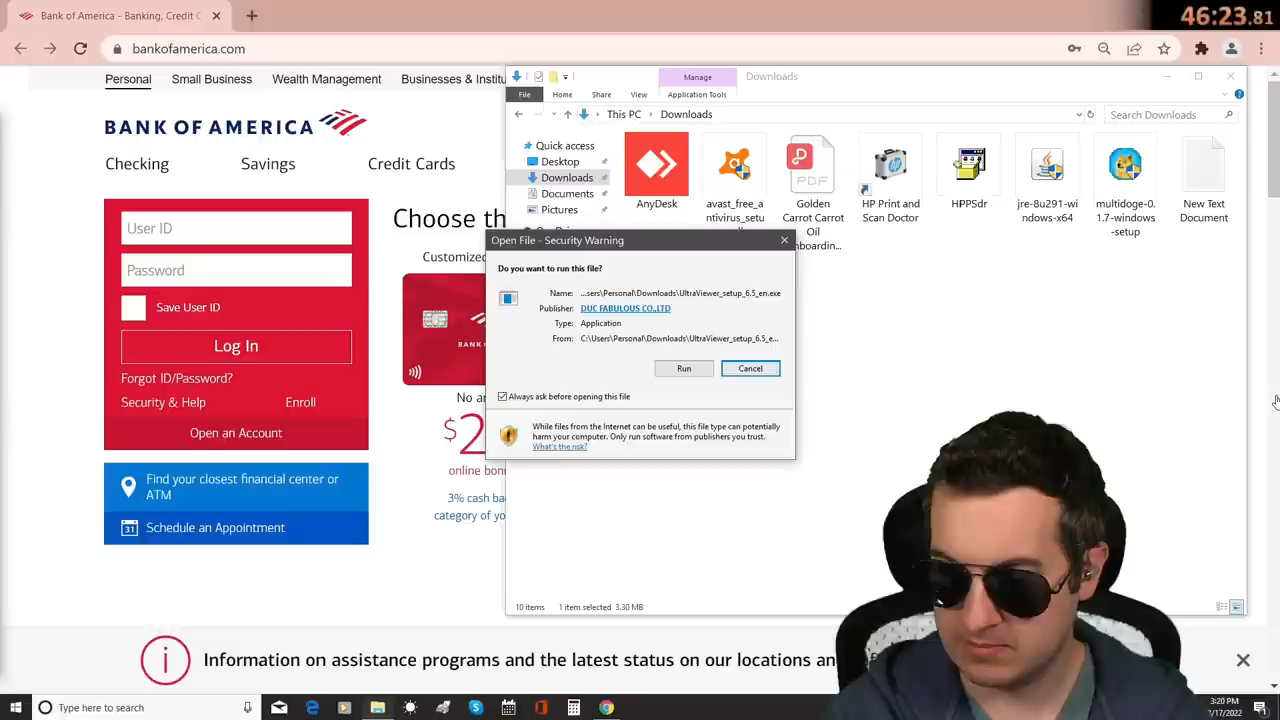 Bank of America - Banking, Credit C
46:23.81
bankofamerica.com
Personal Small Business Wealth Management Businesses & Institu
BANK OF AMERICA
Checking Savings Credit Cards
User ID
Password
Save User ID
Log In
Forgot ID/Password?
Security & Help Enroll
Open an Account
Find your closest financial center or
ATM
31 Schedule an Appointment
Choose th
Customized
BANK
No an
$2
online bonu
3% cash ba
category of yo
Manage Downloads
File Home Share View Application Tools
This PC Downloads
Search Downloads
Quick access
Desktop
Downloads
Documents
Pictures
AnyDesk
avast_free_a
ntivirus_setu
PDF
Golden
Carrot Carrot
Oil
nboardin...
HP Print and
Scan Doctor
HPPSdr
jre-8u291-wi
ndows-x64
multidoge-0.
1.7-windows
-setup
New Text
Document
Open File - Security Warning
Do you want to run this file?
Name: ...sers\Personal\Downloads\UltraViewer_setup_6.5_en.exe
Publisher: DUC FABULOUS CO.,LTD
Type: Application
From: C:\Users\Personal\Downloads\UltraViewer_setup_6.5_e...
Run Cancel
Always ask before opening this file
While files from the Internet can be useful, this file type can potentially
harm your computer. Only run software from publishers you trust.
What's the risk?
10 items 1 item selected 3.30 MB
Information on assistance programs and the latest status on our locations an
Type here to search
3:20 PM
1/17/2022